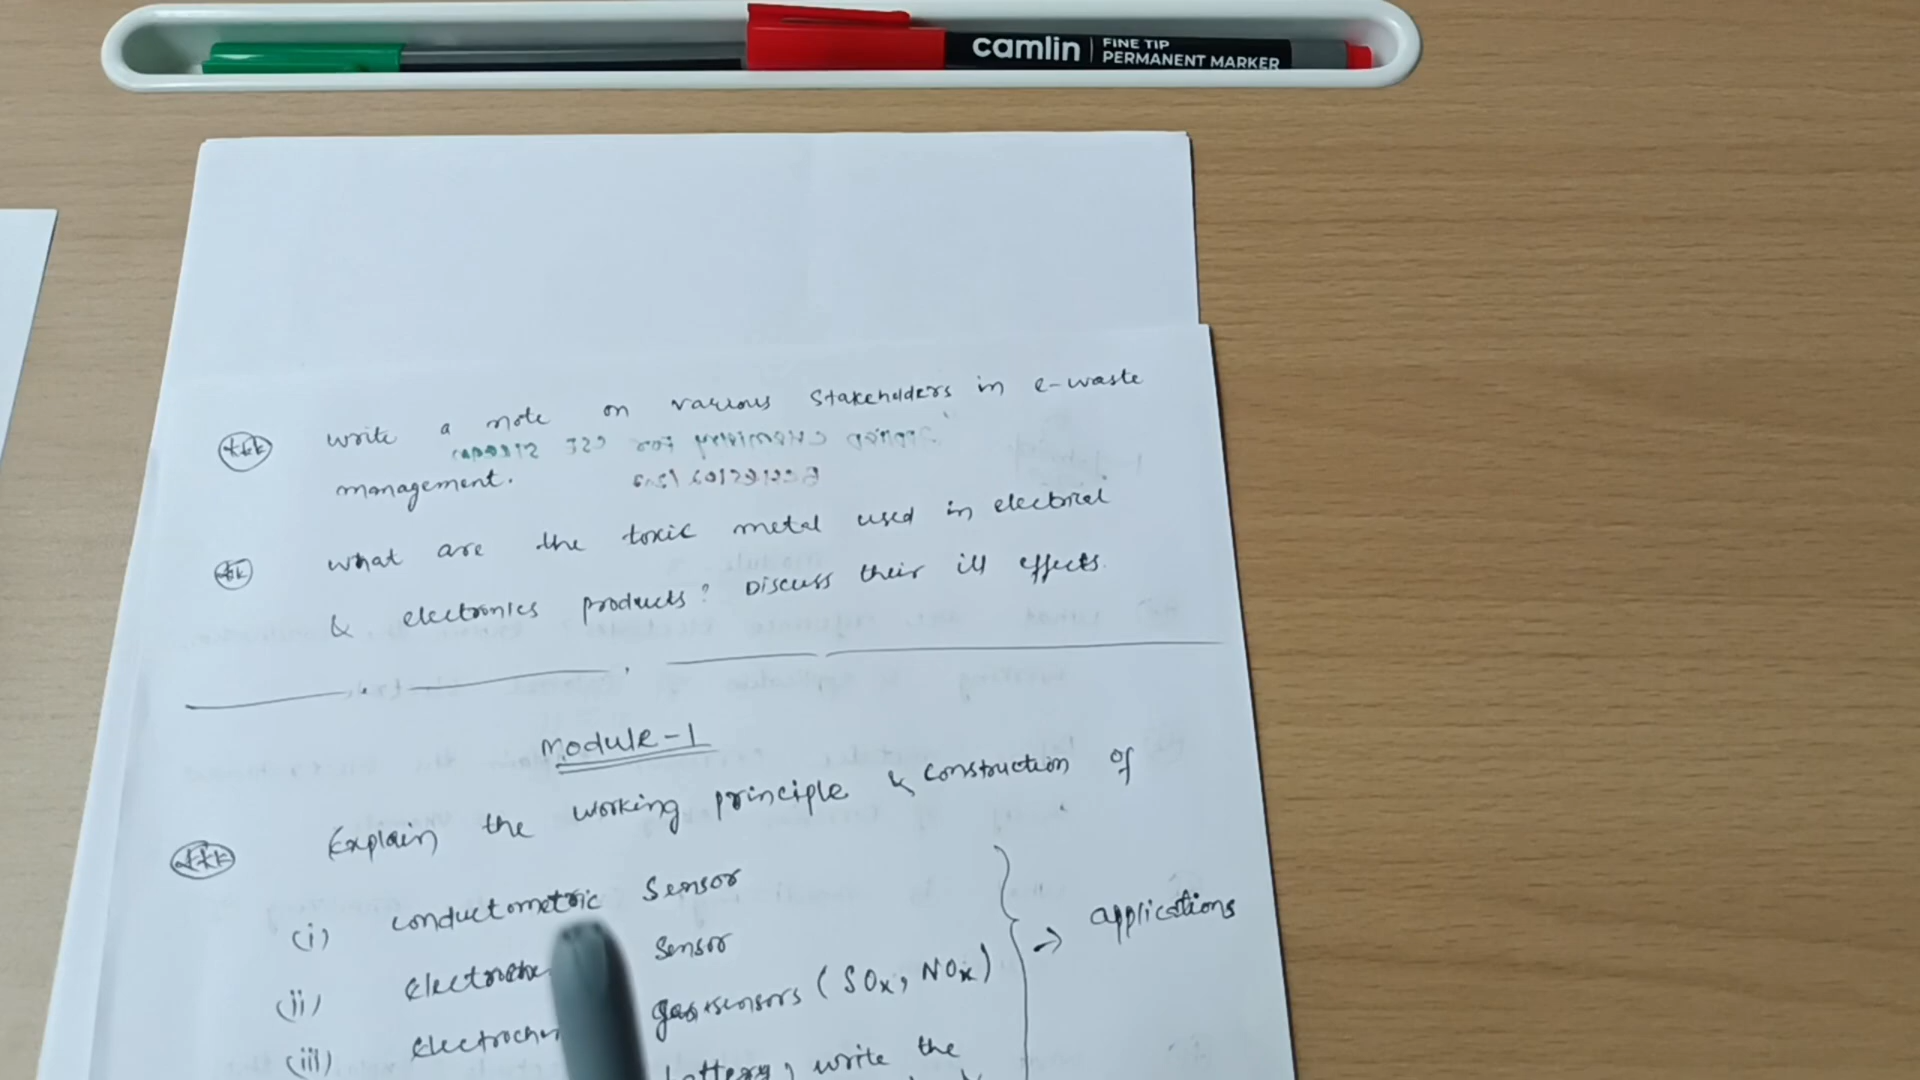 camlin FINE TIP
PERMANENT MARKER
*** write a note on various stakeholders in e-waste
management.
** what are the toxic metal used in electrical
& electronics products? Discuss their ill effects.
Module-1
*** Explain the working principle & construction of
(i) conductometric sensor
(ii) sensor
(iii) gas sensors (SOx, NOx)
→ applications
write the